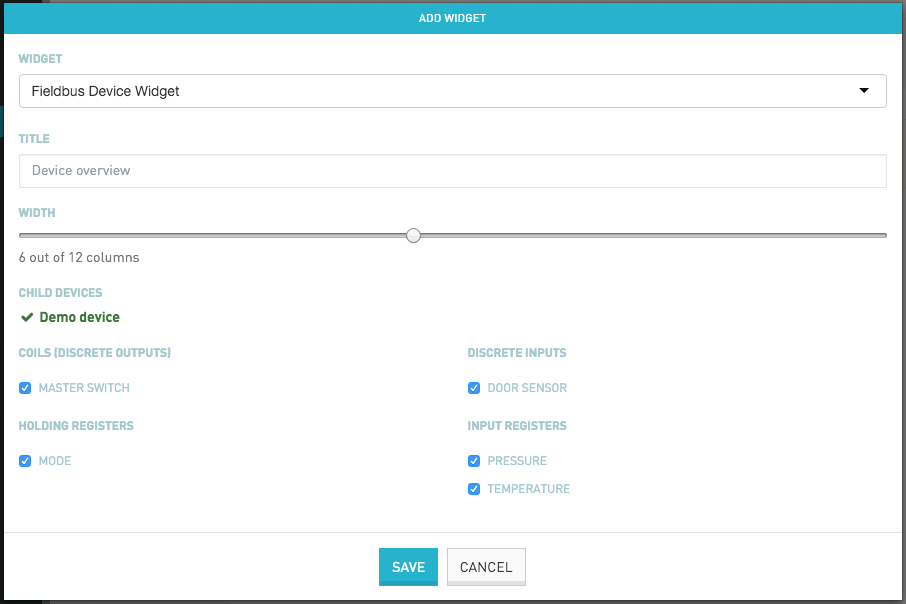 ADD WIDGET
WIDGET
Fieldbus Device Widget
TITLE
Device overview
WIDTH
6 out of 12 columns
CHILD DEVICES
Demo device
COILS (DISCRETE OUTPUTS)
MASTER SWITCH
DISCRETE INPUTS
DOOR SENSOR
HOLDING REGISTERS
MODE
INPUT REGISTERS
PRESSURE
TEMPERATURE
SAVE
CANCEL